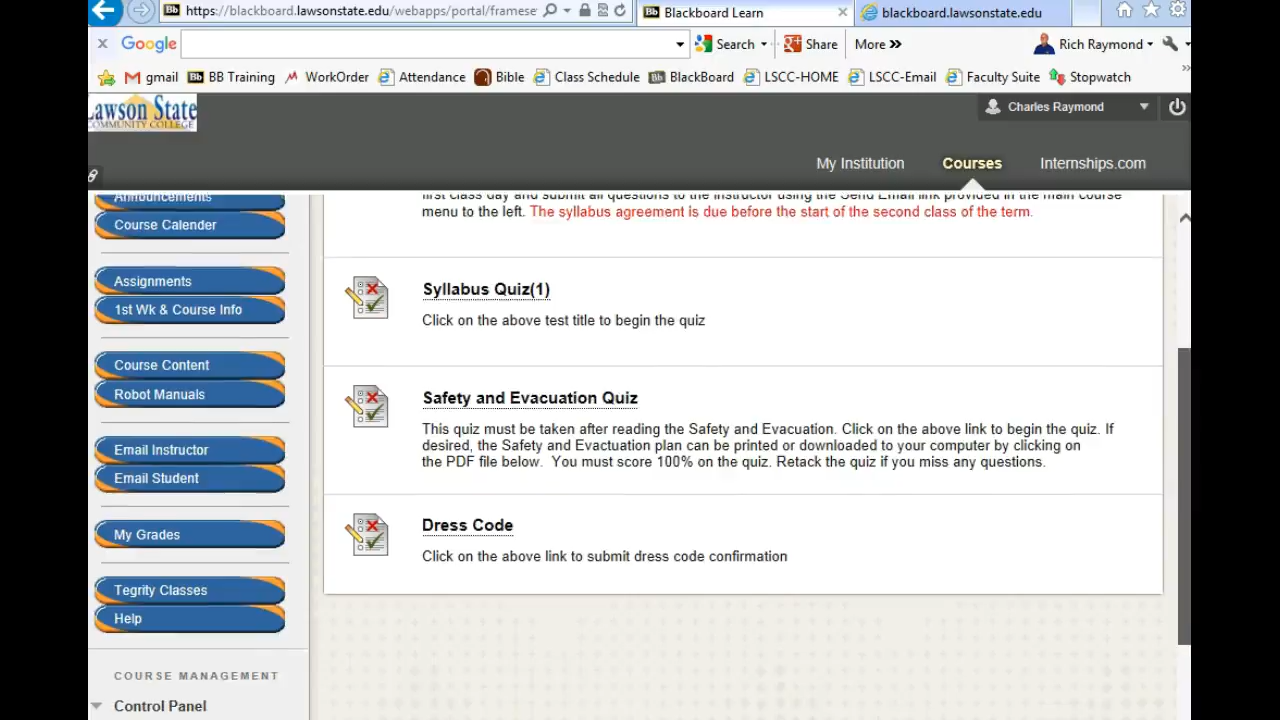 https://blackboard.lawsonstate.edu/webapps/portal/framese
Bb Blackboard Learn
blackboard.lawsonstate.edu
Google
Search
Share
More
Rich Raymond
gmail
BB Training
WorkOrder
Attendance
Bible
Class Schedule
BlackBoard
LSCC-HOME
LSCC-Email
Faculty Suite
Stopwatch
Lawson State
COMMUNITY COLLEGE
Charles Raymond
My Institution
Courses
Internships.com
Announcements
Course Calender
Assignments
1st Wk & Course Info
Course Content
Robot Manuals
Email Instructor
Email Student
My Grades
Tegrity Classes
Help
COURSE MANAGEMENT
Control Panel
first class day and submit all questions to the instructor using the Send Email link provided in the main course
menu to the left. The syllabus agreement is due before the start of the second class of the term.
Syllabus Quiz(1)
Click on the above test title to begin the quiz
Safety and Evacuation Quiz
This quiz must be taken after reading the Safety and Evacuation. Click on the above link to begin the quiz. If
desired, the Safety and Evactuation plan can be printed or downloaded to your computer by clicking on
the PDF file below. You must score 100% on the quiz. Retack the quiz if you miss any questions.
Dress Code
Click on the above link to submit dress code confirmation